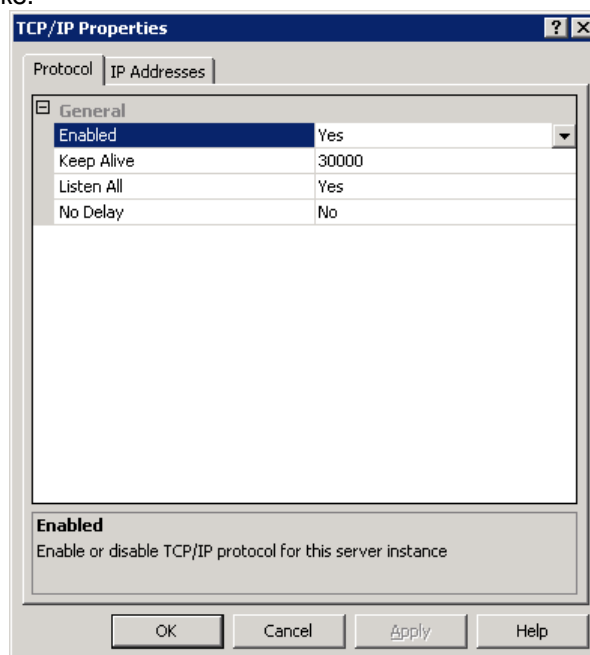 TCP/IP Properties
Protocol IP Addresses
General
Enabled Yes
Keep Alive 30000
Listen All Yes
No Delay No
Enabled
Enable or disable TCP/IP protocol for this server instance
OK Cancel Apply Help